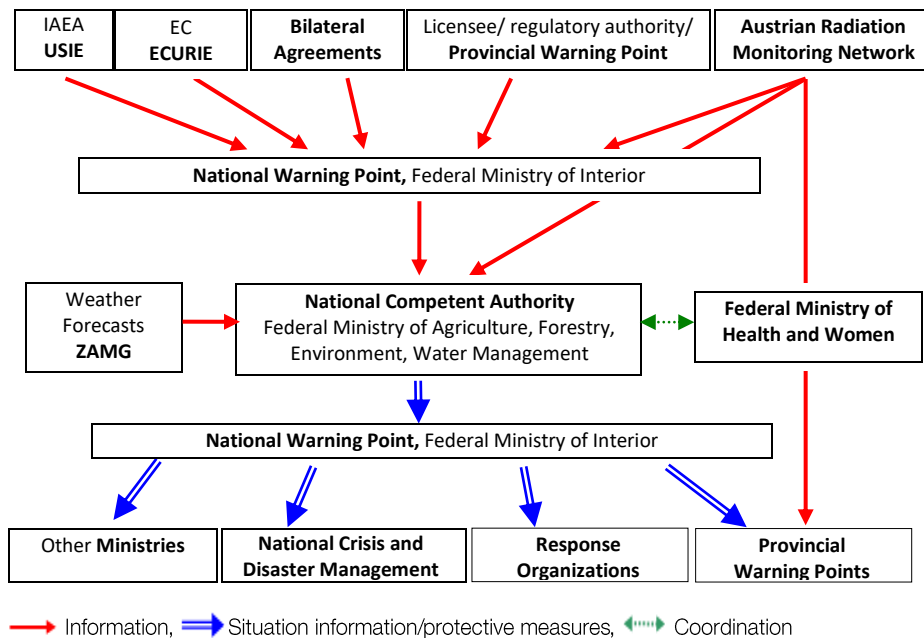 IAEA
USIE
EC
ECURIE
Bilateral
Agreements
Licensee/ regulatory authority/
Provincial Warning Point
Austrian Radiation
Monitoring Network
National Warning Point, Federal Ministry of Interior
Weather
Forecasts
ZAMG
National Competent Authority
Federal Ministry of Agriculture, Forestry,
Environment, Water Management
Federal Ministry of
Health and Women
National Warning Point, Federal Ministry of Interior
Other Ministries
National Crisis and
Disaster Management
Response
Organizations
Provincial
Warning Points
Information, Situation information/protective measures, Coordination